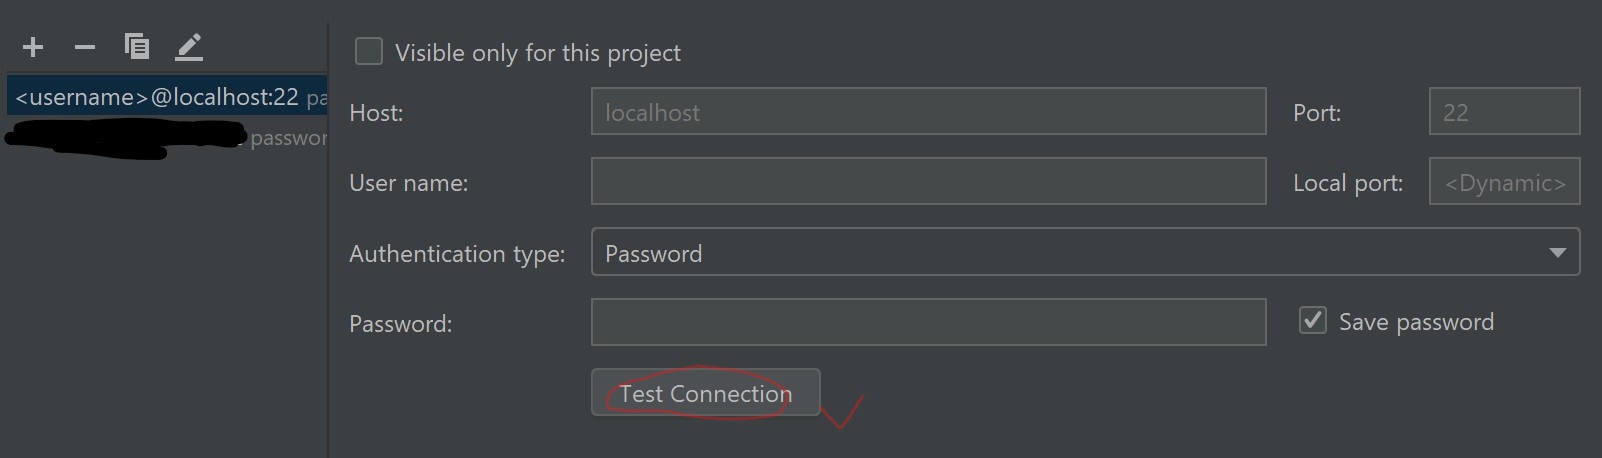 Visible only for this project
<username>@localhost:22 pa
Host: localhost Port: 22
passwor
User name: Local port: <Dynamic>
Authentication type: Password
Password: Save password
Test Connection